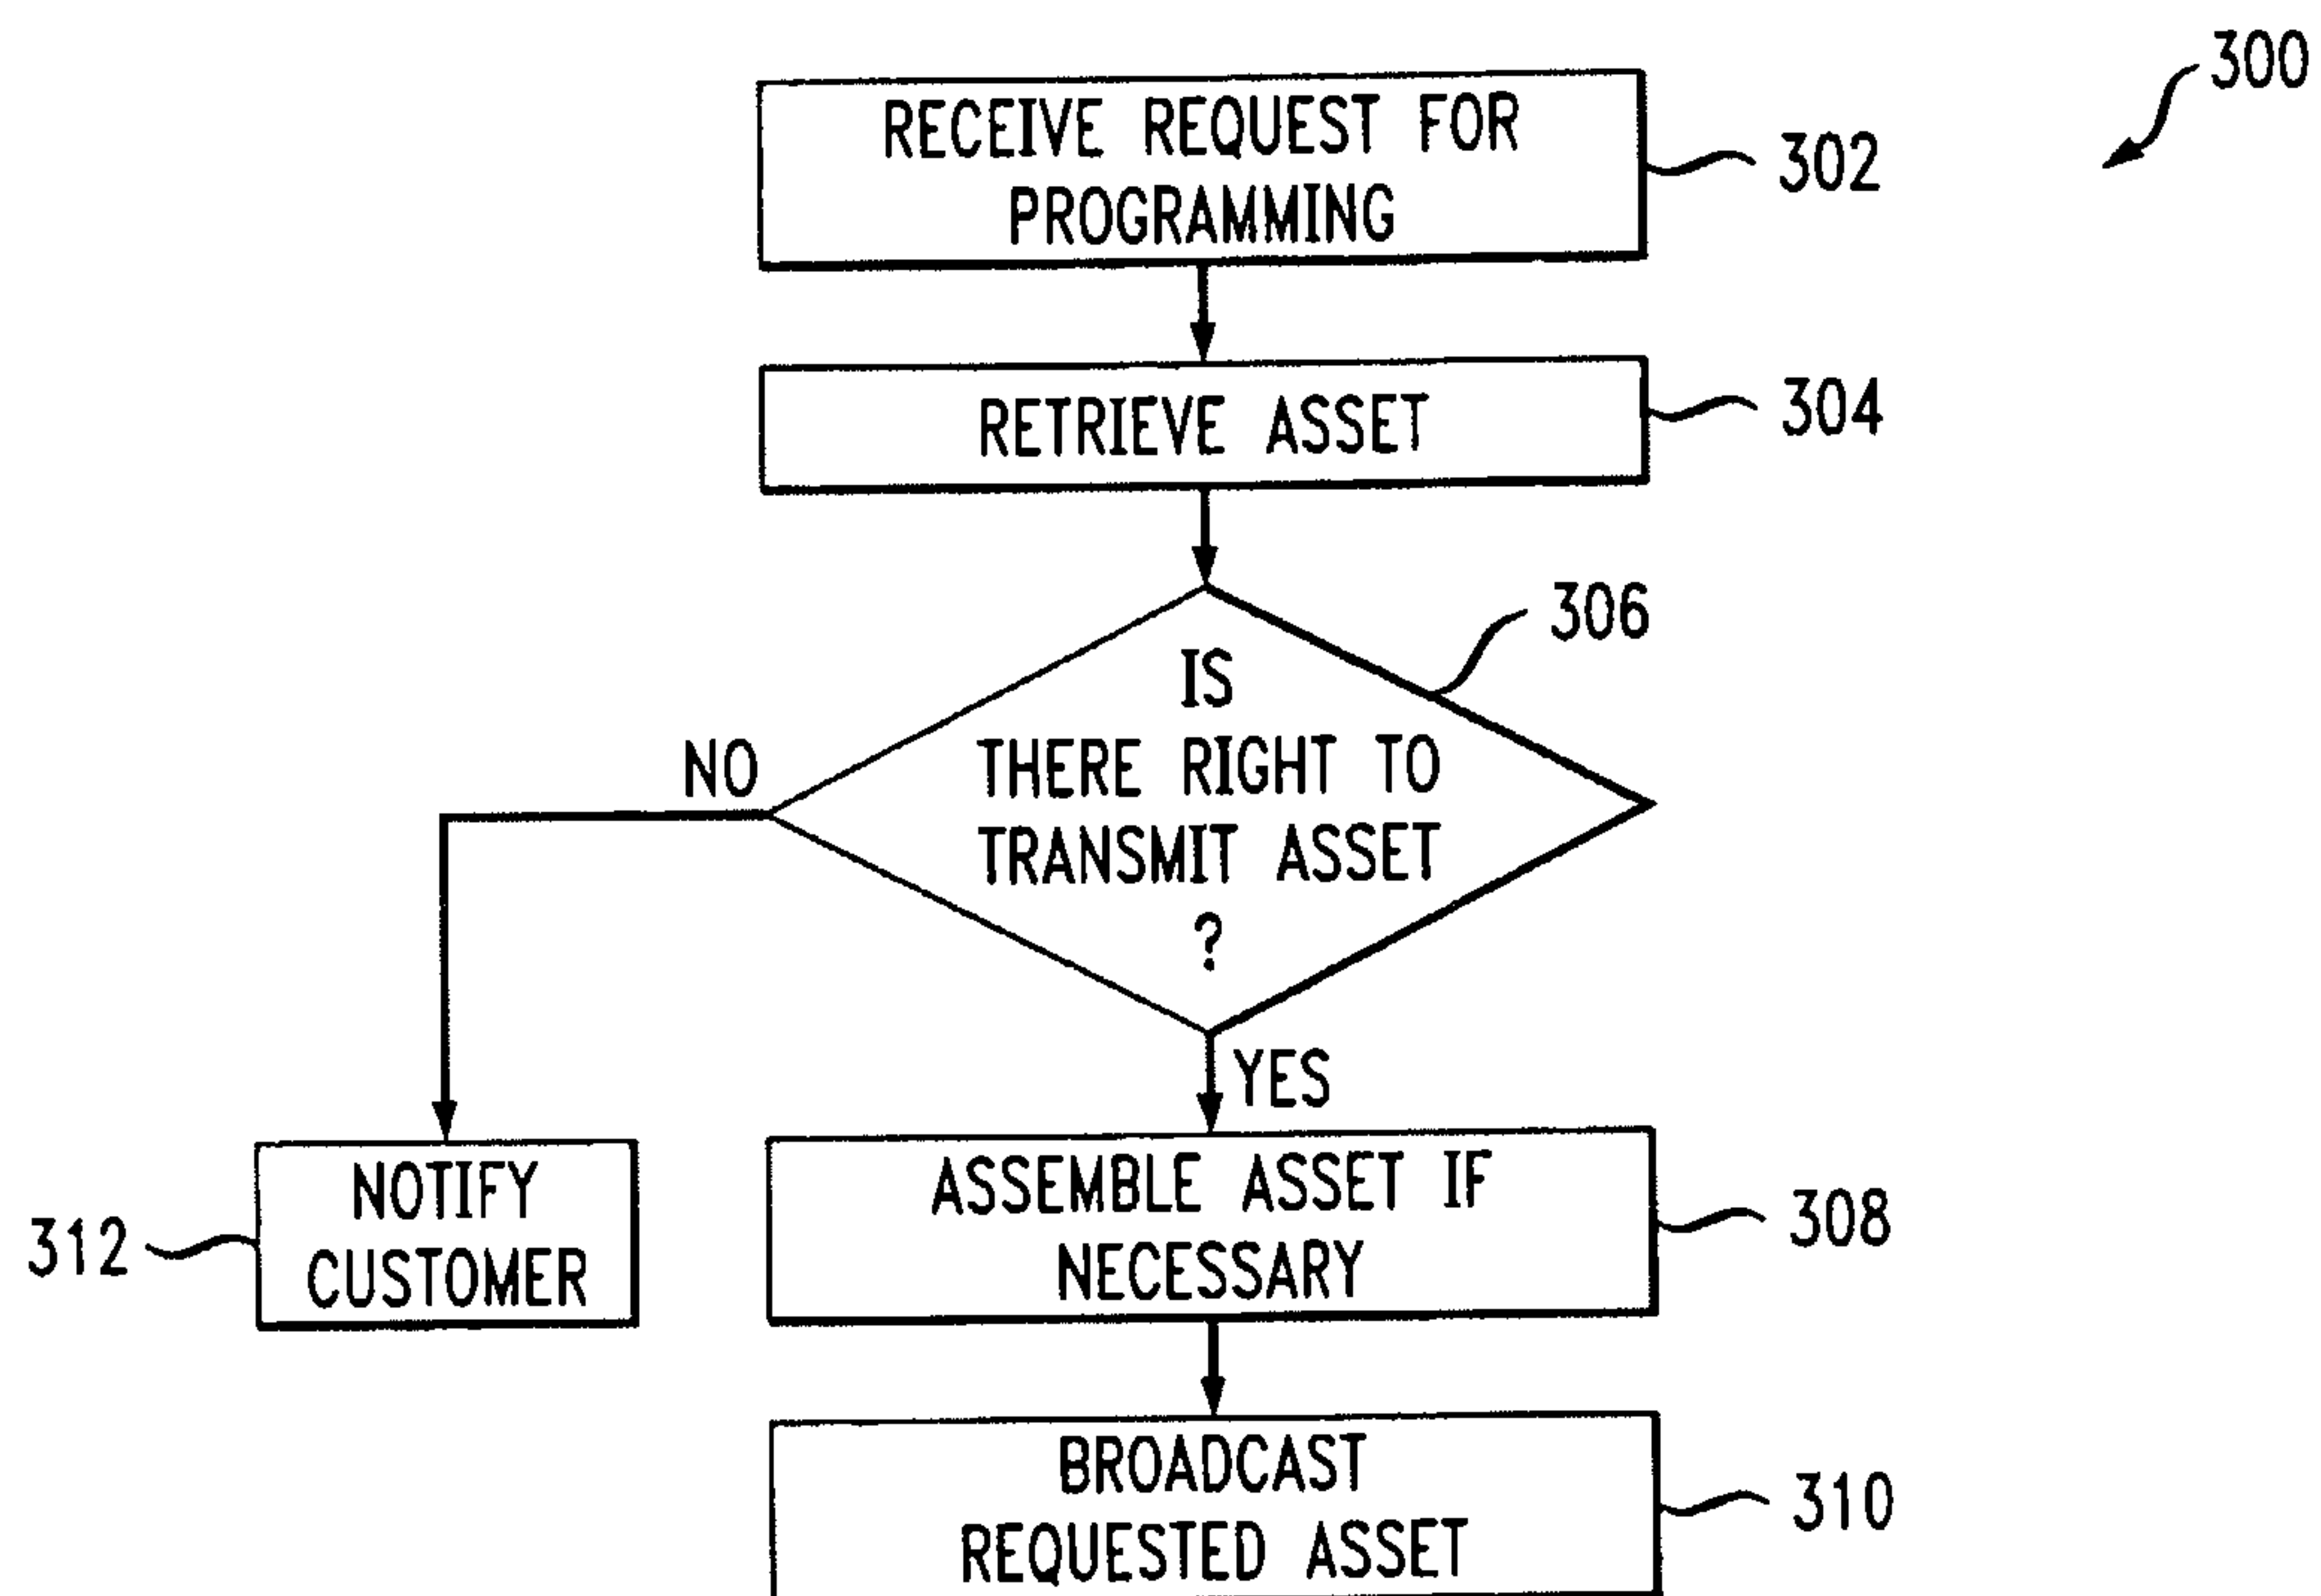 300
RECEIVE REQUEST FOR
PROGRAMMING
302
RETRIEVE ASSET
304
306
IS
THERE RIGHT TO
TRANSMIT ASSET
?
NO
YES
NOTIFY
CUSTOMER
312
ASSEMBLE ASSET IF
NECESSARY
308
BROADCAST
REQUESTED ASSET
310